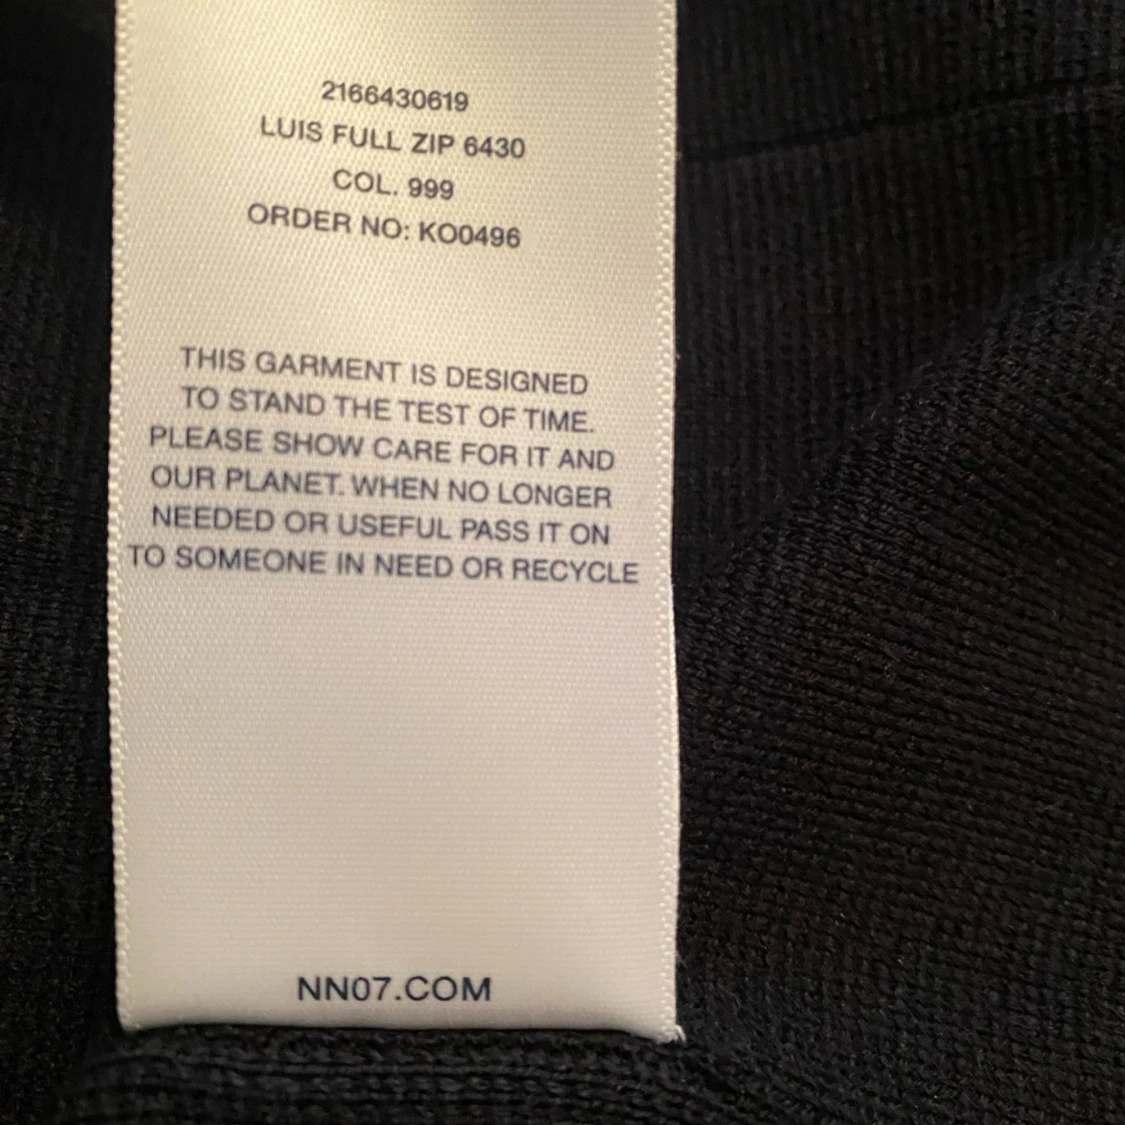 2166430619
LUIS FULL ZIP 6430
COL. 999
ORDER NO: KO0496
THIS GARMENT IS DESIGNED
TO STAND THE TEST OF TIME.
PLEASE SHOW CARE FOR IT AND
OUR PLANET. WHEN NO LONGER
NEEDED OR USEFUL PASS IT ON
TO SOMEONE IN NEED OR RECYCLE
NN07.COM